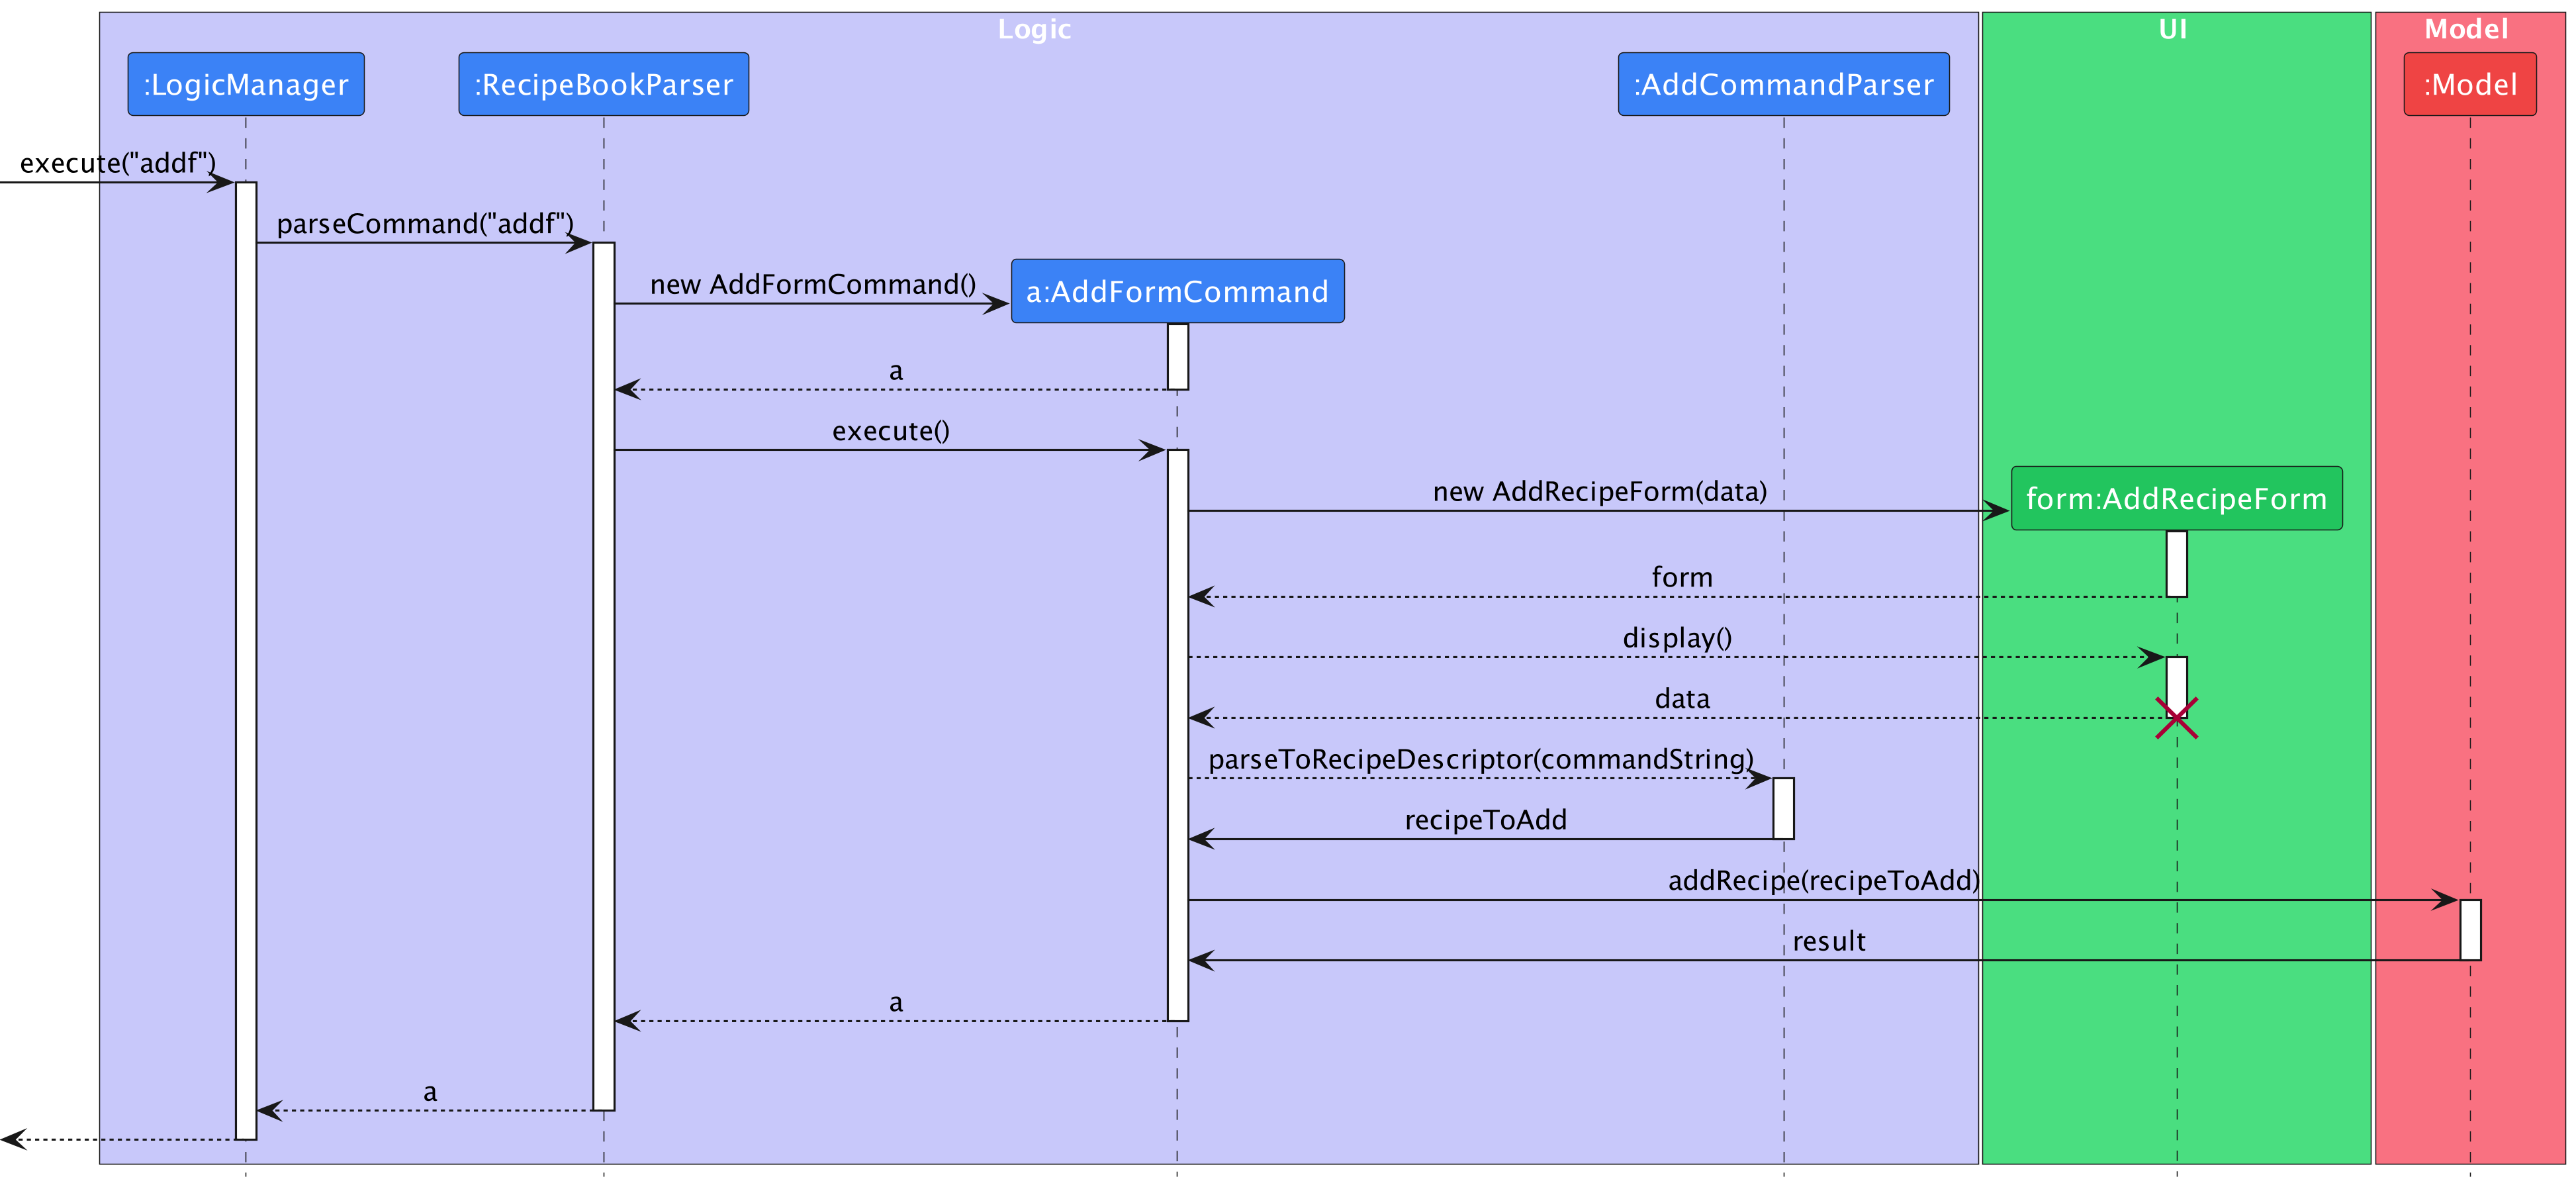 Logic
UI
Model
:LogicManager
:RecipeBookParser
:AddCommandParser
:Model
execute("addf")
parseCommand("addf")
new AddFormCommand()
a:AddFormCommand
a
execute()
new AddRecipeForm(data)
form:AddRecipeForm
form
display()
data
parseToRecipeDescriptor(commandString)
recipeToAdd
addRecipe(recipeToAdd)
result
a
a